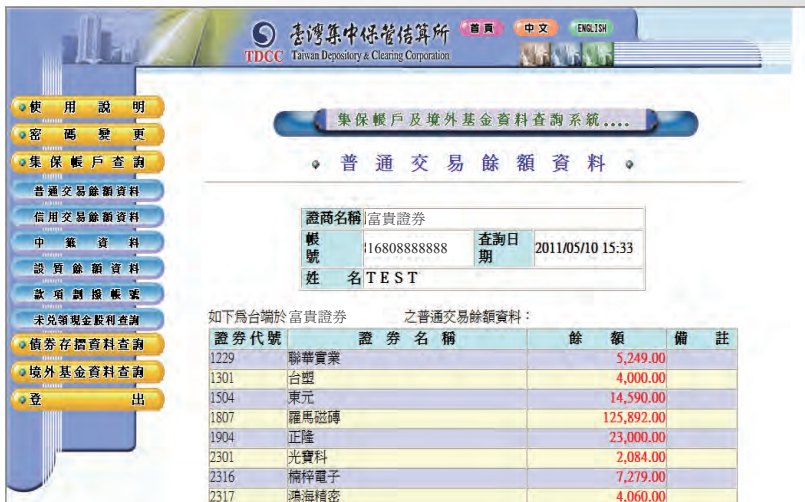 臺灣集中保管結算所
TDCC Taiwan Depository & Clearing Corporation
首頁
中文
ENGLISH
使用說明
密碼變更
集保帳戶查詢
普通交易餘額資料
信用交易餘額資料
中籤資料
設質餘額資料
款項劃撥帳號
未兌領現金股利查詢
債券存摺資料查詢
境外基金資料查詢
登出
集保帳戶及境外基金資料查詢系統....
普通交易餘額資料
證商名稱 富貴證券
帳號 16808888888 查詢日期 2011/05/10 15:33
姓名 TEST
如下為台端於富貴證券 之普通交易餘額資料：
證券代號 證券名稱 餘額 備註
1229 聯華實業 5,249.00
1301 台塑 4,000.00
1504 東元 14,590.00
1807 羅馬磁磚 125,892.00
1904 正隆 23,000.00
2301 光寶科 2,084.00
2316 楠梓電子 7,279.00
2317 鴻海精密 4,060.00